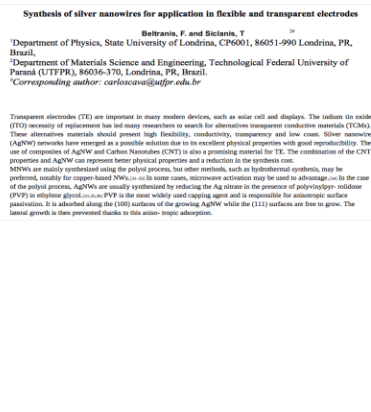 Synthesis of silver nanowires for application in flexible and transparent electrodes
Beltranis, F. and Siclanis, T
¹Department of Physics, State University of Londrina, CP6001, 86051-990 Londrina, PR,
Brazil,
²Department of Materials Science and Engineering, Technological Federal University of
Paraná (UTFPR), 86036-370, Londrina, PR, Brazil.
*Corresponding author: carloscava@utfpr.edu.br
Transparent electrodes (TE) are important in many modern devices, such as solar cell and displays. The indium tin oxide
(ITO) necessity of replacement has led many researchers to search for alternatives transparent conductive materials (TCMs).
These alternatives materials should present high flexibility, conductivity, transparency and low coast. Silver nanowire
(AgNW) networks have emerged as a possible solution due to its excellent physical properties with good reproducibility. The
use of composites of AgNW and Carbon Nanotubes (CNT) is also a promising material for TE. The combination of the CNT
properties and AgNW can represent better physical properties and a reduction in the synthesis cost.
MNWs are mainly synthesized using the polyol process, but other methods, such as hydrothermal synthesis, may be
preferred, notably for copper-based NWs. In some cases, microwave activation may be used to advantage. In the case
of the polyol process, AgNWs are usually synthesized by reducing the Ag nitrate in the presence of polyvinylpyr- rolidone
(PVP) in ethylene glycol. PVP is the most widely used capping agent and is responsible for anisotropic surface
passivation. It is adsorbed along the (100) surfaces of the growing AgNW while the (111) surfaces are free to grow. The
lateral growth is then prevented thanks to this aniso- tropic adsorption.